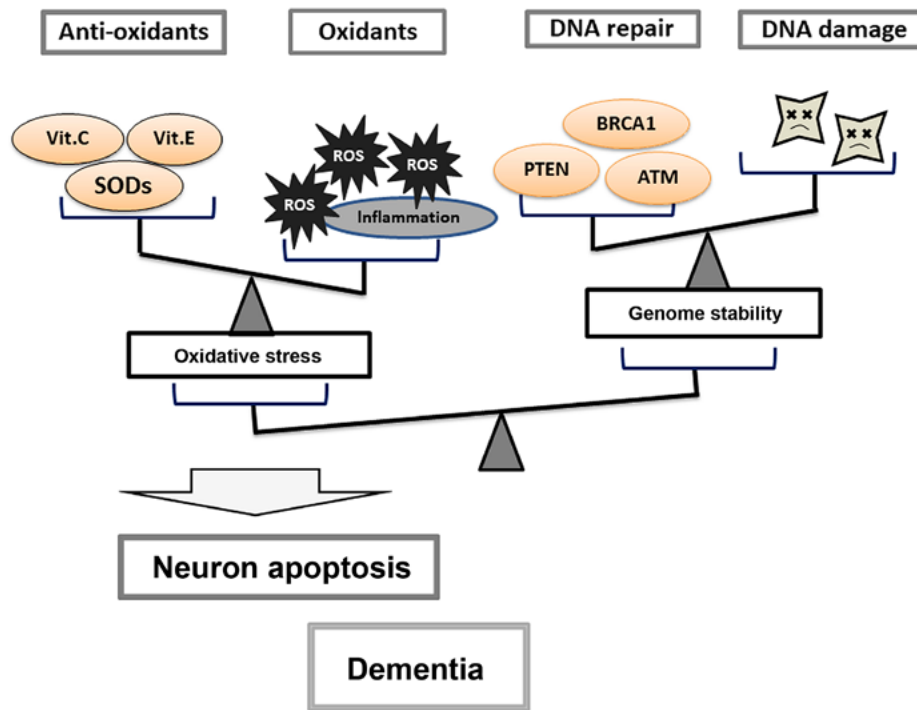 Anti-oxidants
Oxidants
DNA repair
DNA damage
Vit.C
Vit.E
SODs
ROS
ROS
ROS
Inflammation
BRCA1
PTEN
ATM
Oxidative stress
Genome stability
Neuron apoptosis
Dementia